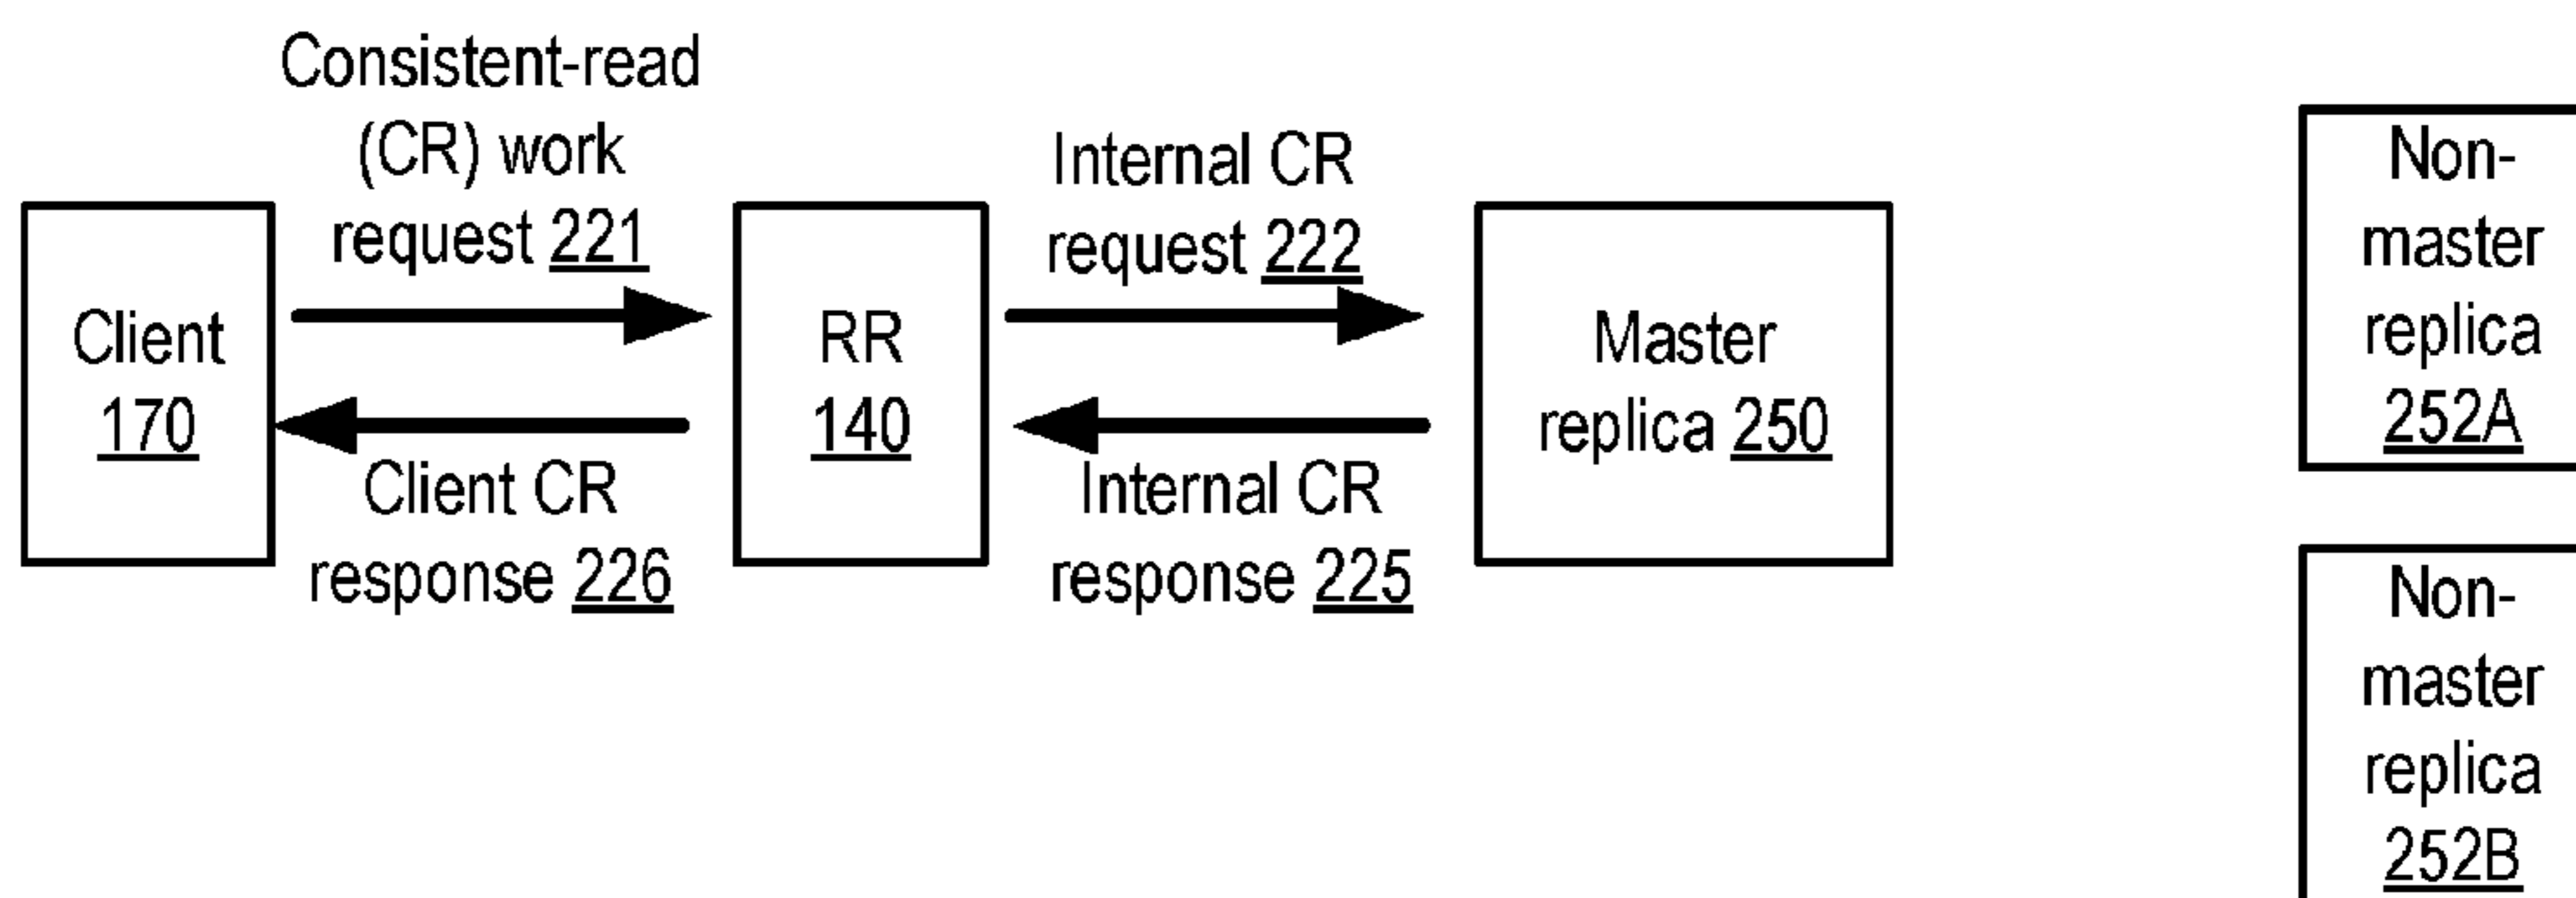 Consistent-read
(CR) work
request 221
Client
170
Client CR
response 226
RR
140
Internal CR
request 222
Internal CR
response 225
Master
replica 250
Non-
master
replica
252A
Non-
master
replica
252B